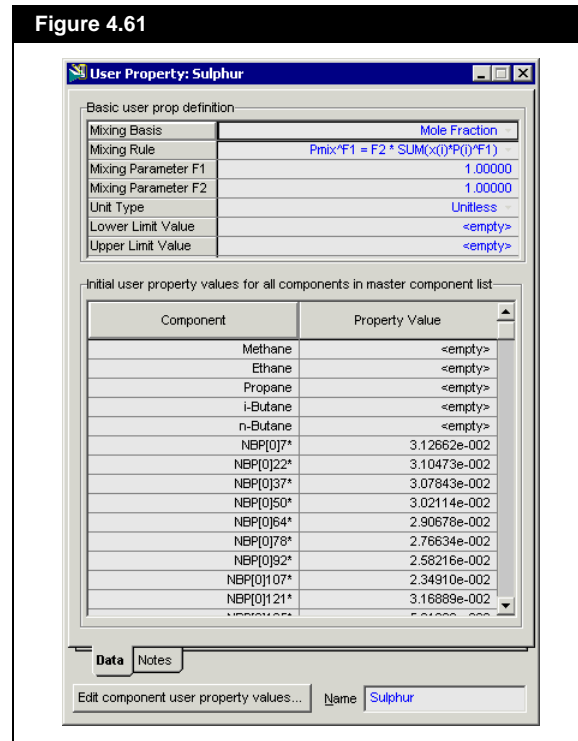 Figure 4.61
User Property: Sulphur
Basic user prop definition
Mixing Basis Mole Fraction
Mixing Rule Pmix^F1 = F2 * SUM(x(i)*P(i)^F1)
Mixing Parameter F1 1.00000
Mixing Parameter F2 1.00000
Unit Type Unitless
Lower Limit Value <empty>
Upper Limit Value <empty>
Initial user property values for all components in master component list
Component Property Value
Methane <empty>
Ethane <empty>
Propane <empty>
i-Butane <empty>
n-Butane <empty>
NBP[0]7* 3.12662e-002
NBP[0]22* 3.10473e-002
NBP[0]37* 3.07843e-002
NBP[0]50* 3.02114e-002
NBP[0]64* 2.90678e-002
NBP[0]78* 2.76634e-002
NBP[0]92* 2.58216e-002
NBP[0]107* 2.34910e-002
NBP[0]121* 3.16889e-002
Data Notes
Edit component user property values... Name Sulphur